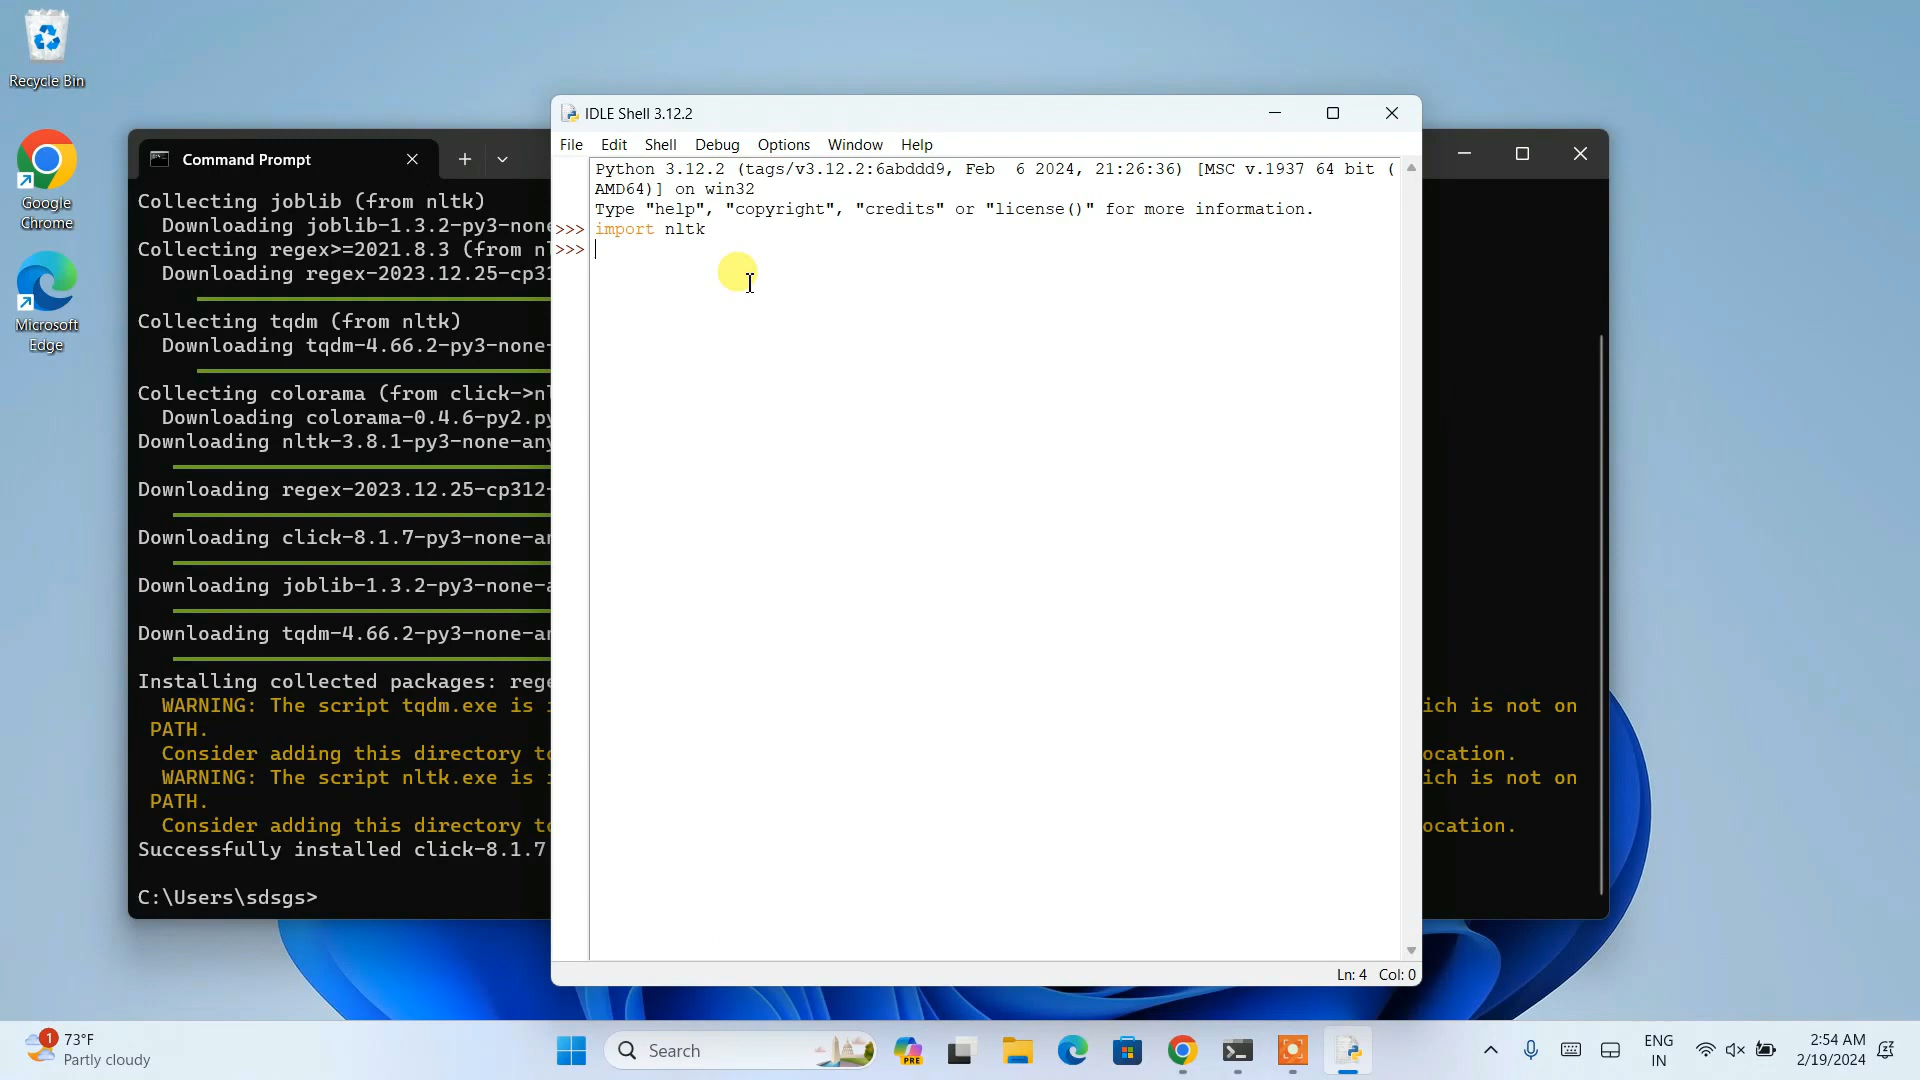 Recycle Bin
Google
Chrome
Microsoft
Edge
Command Prompt
Collecting joblib (from nltk)
Downloading joblib-1.3.2-py3-none
Collecting regex>=2021.8.3 (from n
Downloading regex-2023.12.25-cp31
Collecting tqdm (from nltk)
Downloading tqdm-4.66.2-py3-none-
Collecting colorama (from click->nl
Downloading colorama-0.4.6-py2.py
Downloading nltk-3.8.1-py3-none-any
Downloading regex-2023.12.25-cp312-
Downloading click-8.1.7-py3-none-an
Downloading joblib-1.3.2-py3-none-a
Downloading tqdm-4.66.2-py3-none-an
Installing collected packages: rege
WARNING: The script tqdm.exe is i
ich is not on
PATH.
Consider adding this directory to
ocation.
WARNING: The script nltk.exe is i
ich is not on
PATH.
Consider adding this directory to
ocation.
Successfully installed click-8.1.7
C:\Users\sdsgs>
IDLE Shell 3.12.2
File Edit Shell Debug Options Window Help
Python 3.12.2 (tags/v3.12.2:6abddd9, Feb  6 2024, 21:26:36) [MSC v.1937 64 bit (
AMD64)] on win32
Type "help", "copyright", "credits" or "license()" for more information.
>>> import nltk
>>>
Ln: 4 Col: 0
1
73°F
Partly cloudy
Search
PRE
ENG
IN
2:54 AM
2/19/2024